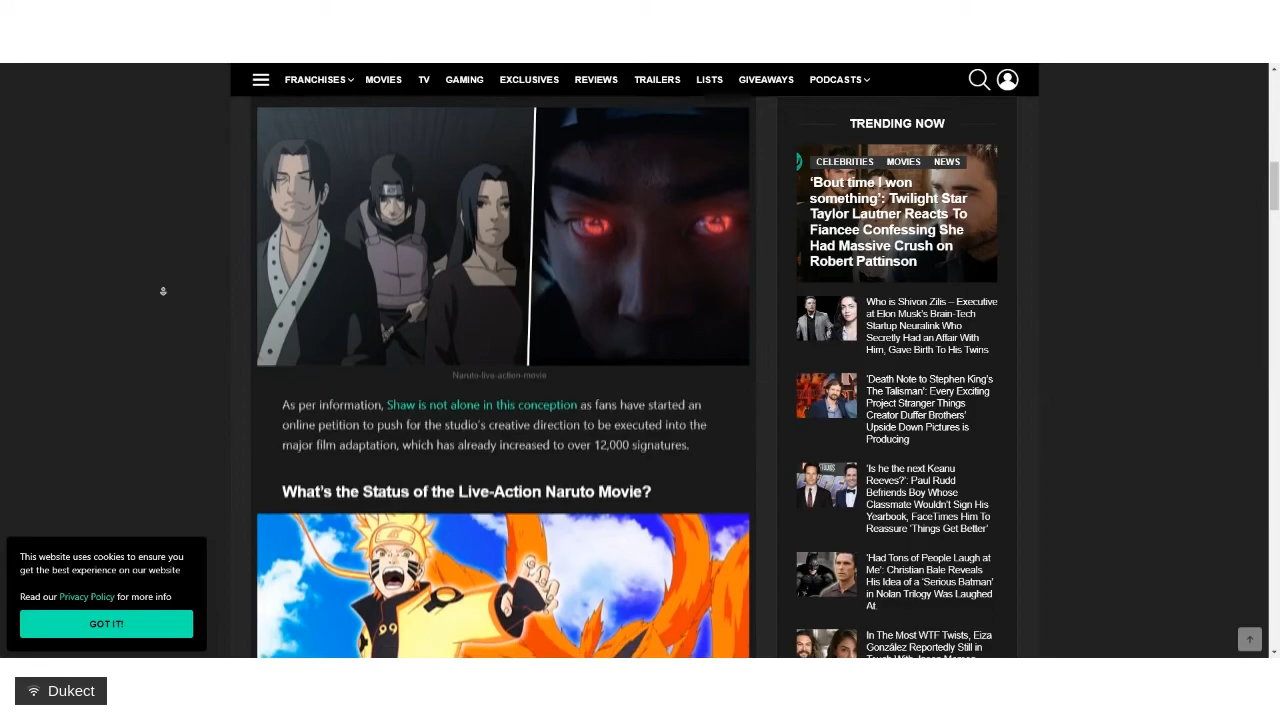 FRANCHISES MOVIES TV GAMING EXCLUSIVES REVIEWS TRAILERS LISTS GIVEAWAYS PODCASTS
Naruto-live-action-movie
As per information, Shaw is not alone in this conception as fans have started an
online petition to push for the studio's creative direction to be executed into the
major film adaptation, which has already increased to over 12,000 signatures.
What's the Status of the Live-Action Naruto Movie?
TRENDING NOW
CELEBRITIES MOVIES NEWS
‘Bout time I won
something’: Twilight Star
Taylor Lautner Reacts To
Fiancee Confessing She
Had Massive Crush on
Robert Pattinson
Who is Shivon Zilis – Executive
at Elon Musk's Brain-Tech
Startup Neuralink Who
Secretly Had an Affair With
Him, Gave Birth To His Twins
‘Death Note to Stephen King's
The Talisman’: Every Exciting
Project Stranger Things
Creator Duffer Brothers’
Upside Down Pictures is
Producing
‘Is he the next Keanu
Reeves?’: Paul Rudd
Befriends Boy Whose
Classmate Wouldn't Sign His
Yearbook, FaceTimes Him To
Reassure ‘Things Get Better’
‘Had Tons of People Laugh at
Me’: Christian Bale Reveals
His Idea of a ‘Serious Batman’
in Nolan Trilogy Was Laughed
At
In The Most WTF Twists, Eiza
González Reportedly Still in
This website uses cookies to ensure you
get the best experience on our website
Read our Privacy Policy for more info
GOT IT!
Dukect